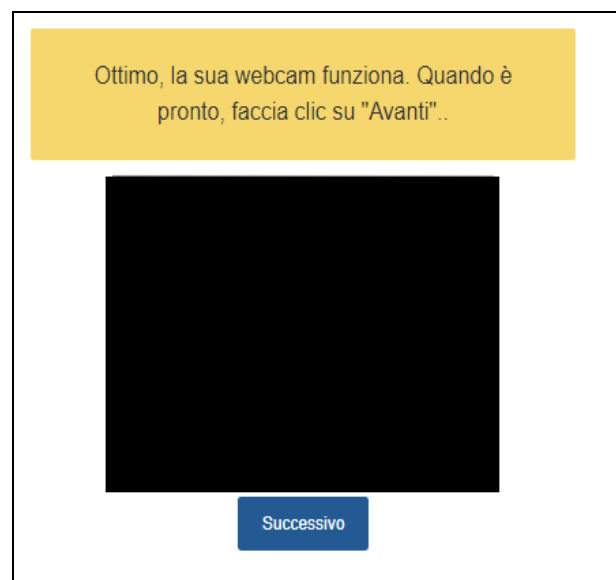 Ottimo, la sua webcam funziona. Quando è
pronto, faccia clic su "Avanti"..
Successivo